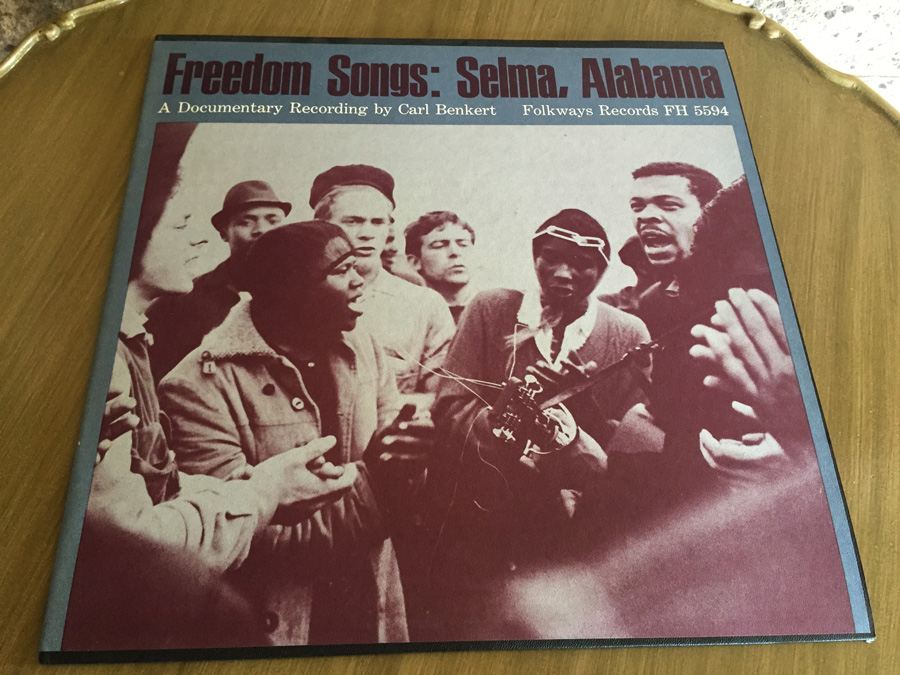 Freedom Songs: Selma, Alabama
A Documentary Recording by Carl Benkert Folkways Records FH 5594